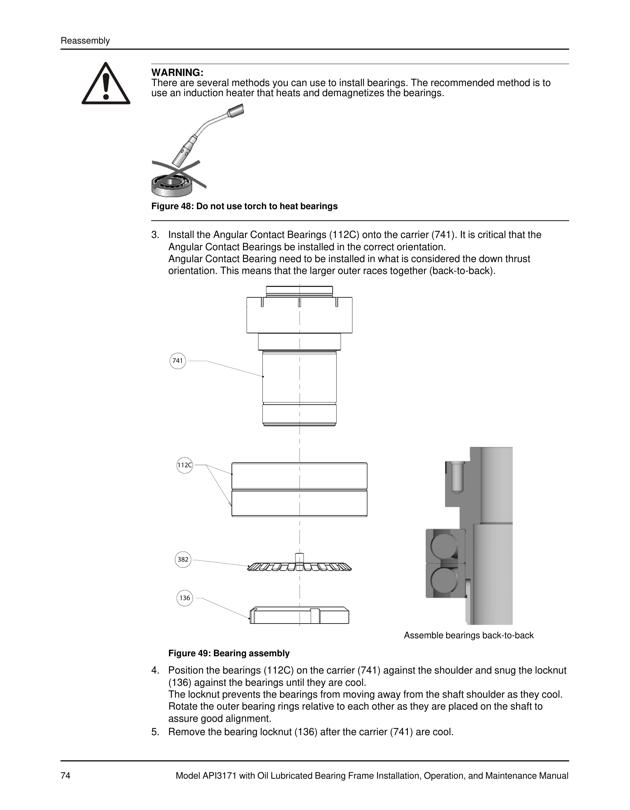 Reassembly
WARNING:
There are several methods you can use to install bearings. The recommended method is to
use an induction heater that heats and demagnetizes the bearings.
Figure 48: Do not use torch to heat bearings
3. Install the Angular Contact Bearings (112C) onto the carrier (741). It is critical that the
Angular Contact Bearings be installed in the correct orientation.
Angular Contact Bearing need to be installed in what is considered the down thrust
orientation. This means that the larger outer races together (back-to-back).
741
112C
382
136
Assemble bearings back-to-back
Figure 49: Bearing assembly
4. Position the bearings (112C) on the carrier (741) against the shoulder and snug the locknut
(136) against the bearings until they are cool.
The locknut prevents the bearings from moving away from the shaft shoulder as they cool.
Rotate the outer bearing rings relative to each other as they are placed on the shaft to
assure good alignment.
5. Remove the bearing locknut (136) after the carrier (741) are cool.
74
Model API3171 with Oil Lubricated Bearing Frame Installation, Operation, and Maintenance Manual